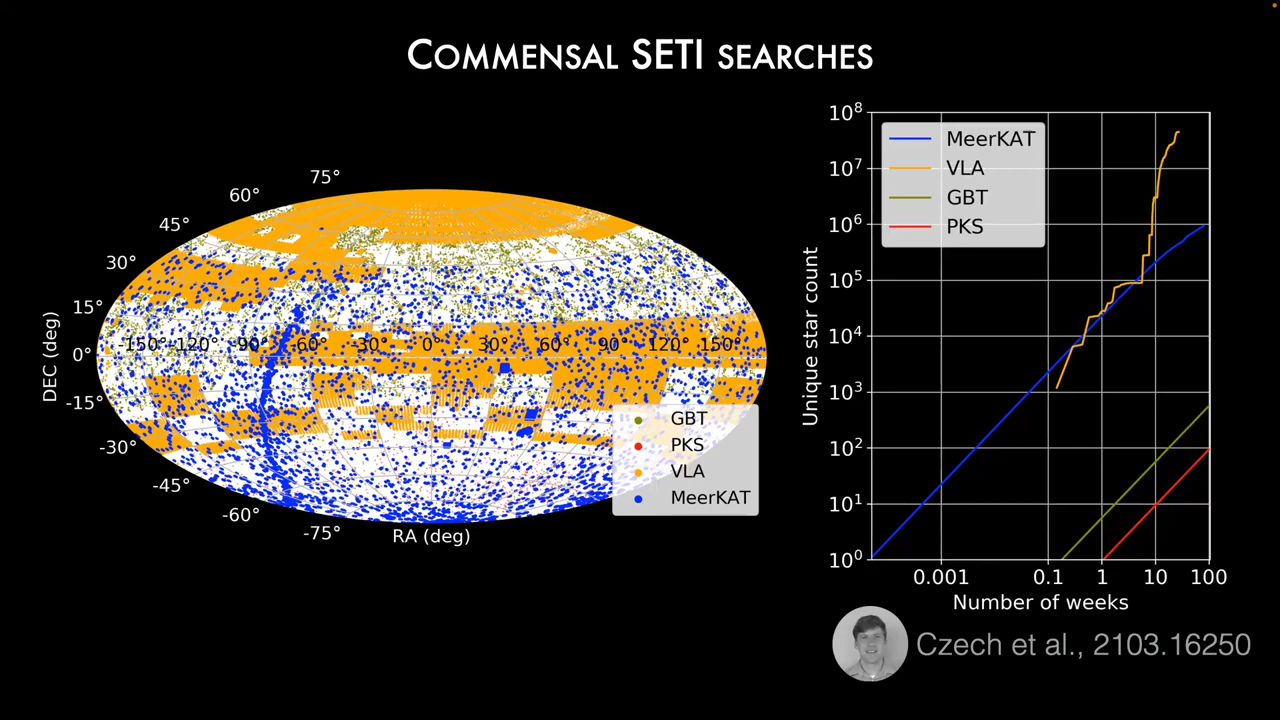 COMMENSAL SETI SEARCHES
75°
60°
45°
30°
15°
0°
-15°
-30°
-45°
-60°
-75°
DEC (deg)
-150° -120° -90° -60° -30° 0° 30° 60° 90° 120° 150°
RA (deg)
GBT
PKS
VLA
MeerKAT
10⁸
10⁷
10⁶
10⁵
10⁴
10³
10²
10¹
10⁰
Unique star count
MeerKAT
VLA
GBT
PKS
0.001 0.1 1 10 100
Number of weeks
Czech et al., 2103.16250